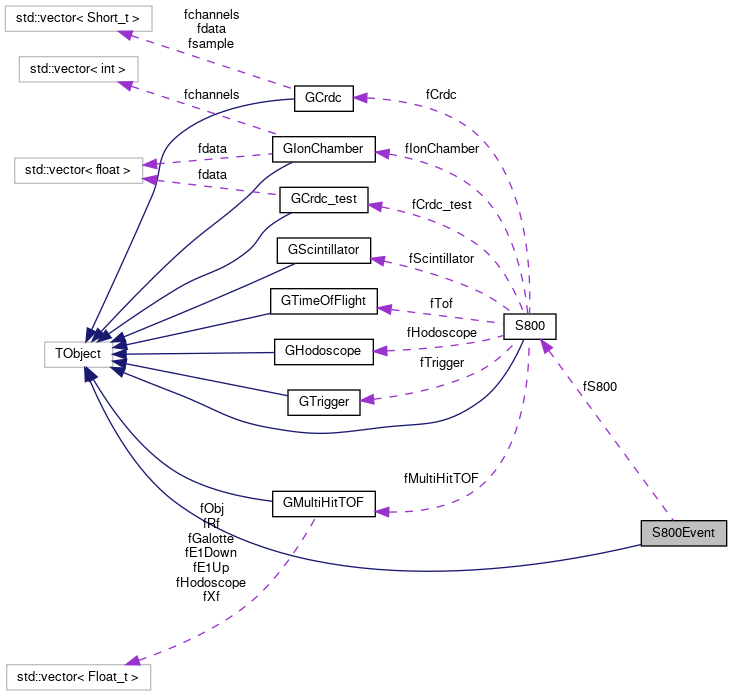 std::vector< Short_t >
fchannels
fdata
fsample
std::vector< int >
fchannels
GCrdc
fCrdc
GIonChamber
fIonChamber
fdata
std::vector< float >
fdata
GCrdc_test
fCrdc_test
GScintillator
fScintillator
GTimeOfFlight
fTof
S800
fHodoscope
GHodoscope
TObject
fTrigger
GTrigger
fS800
fMultiHitTOF
GMultiHitTOF
fObj
fRf
fGalotte
fE1Down
fE1Up
fHodoscope
fXf
S800Event
std::vector< Float_t >